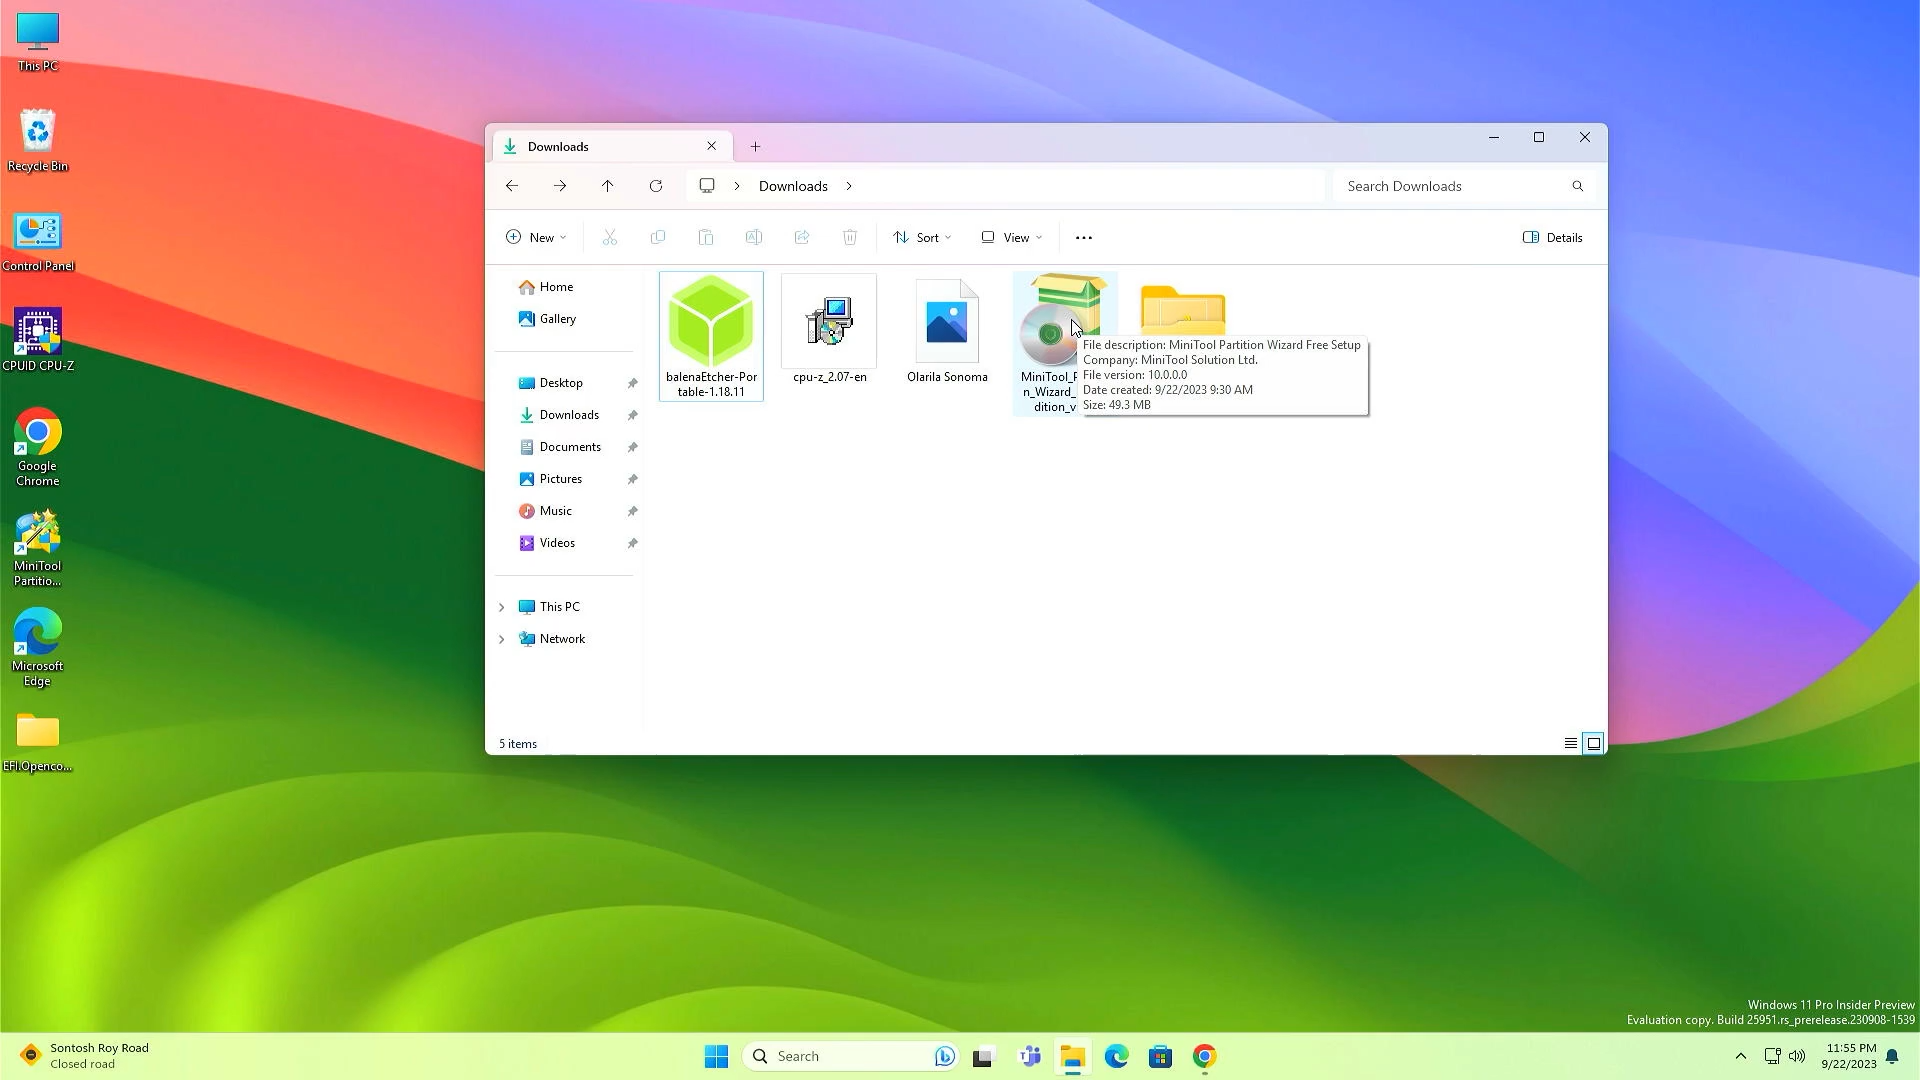 This PC
Recycle Bin
Control Panel
CPUID CPU-Z
Google
Chrome
MiniTool
Partitio...
Microsoft
Edge
EFI.Openco...
Downloads
Downloads
Search Downloads
New
Sort
View
Details
Home
Gallery
Desktop
Downloads
Documents
Pictures
Music
Videos
This PC
Network
balenaEtcher-Por
table-1.18.11
cpu-z_2.07-en
Olarila Sonoma
MiniTool_P
n_Wizard_
dition_v
File description: MiniTool Partition Wizard Free Setup
Company: MiniTool Solution Ltd.
File version: 10.0.0.0
Date created: 9/22/2023 9:30 AM
Size: 49.3 MB
5 items
Windows 11 Pro Insider Preview
Evaluation copy. Build 25951.rs_prerelease.230908-1539
Sontosh Roy Road
Closed road
Search
11:55 PM
9/22/2023